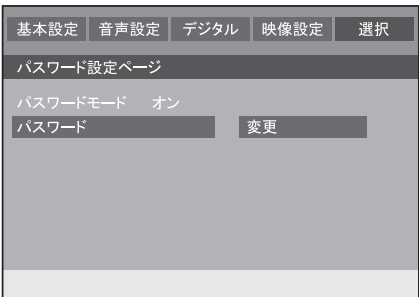 基本設定 音声設定 デジタル 映像設定 選択
パスワード設定ページ
パスワードモード オン
パスワード 変更